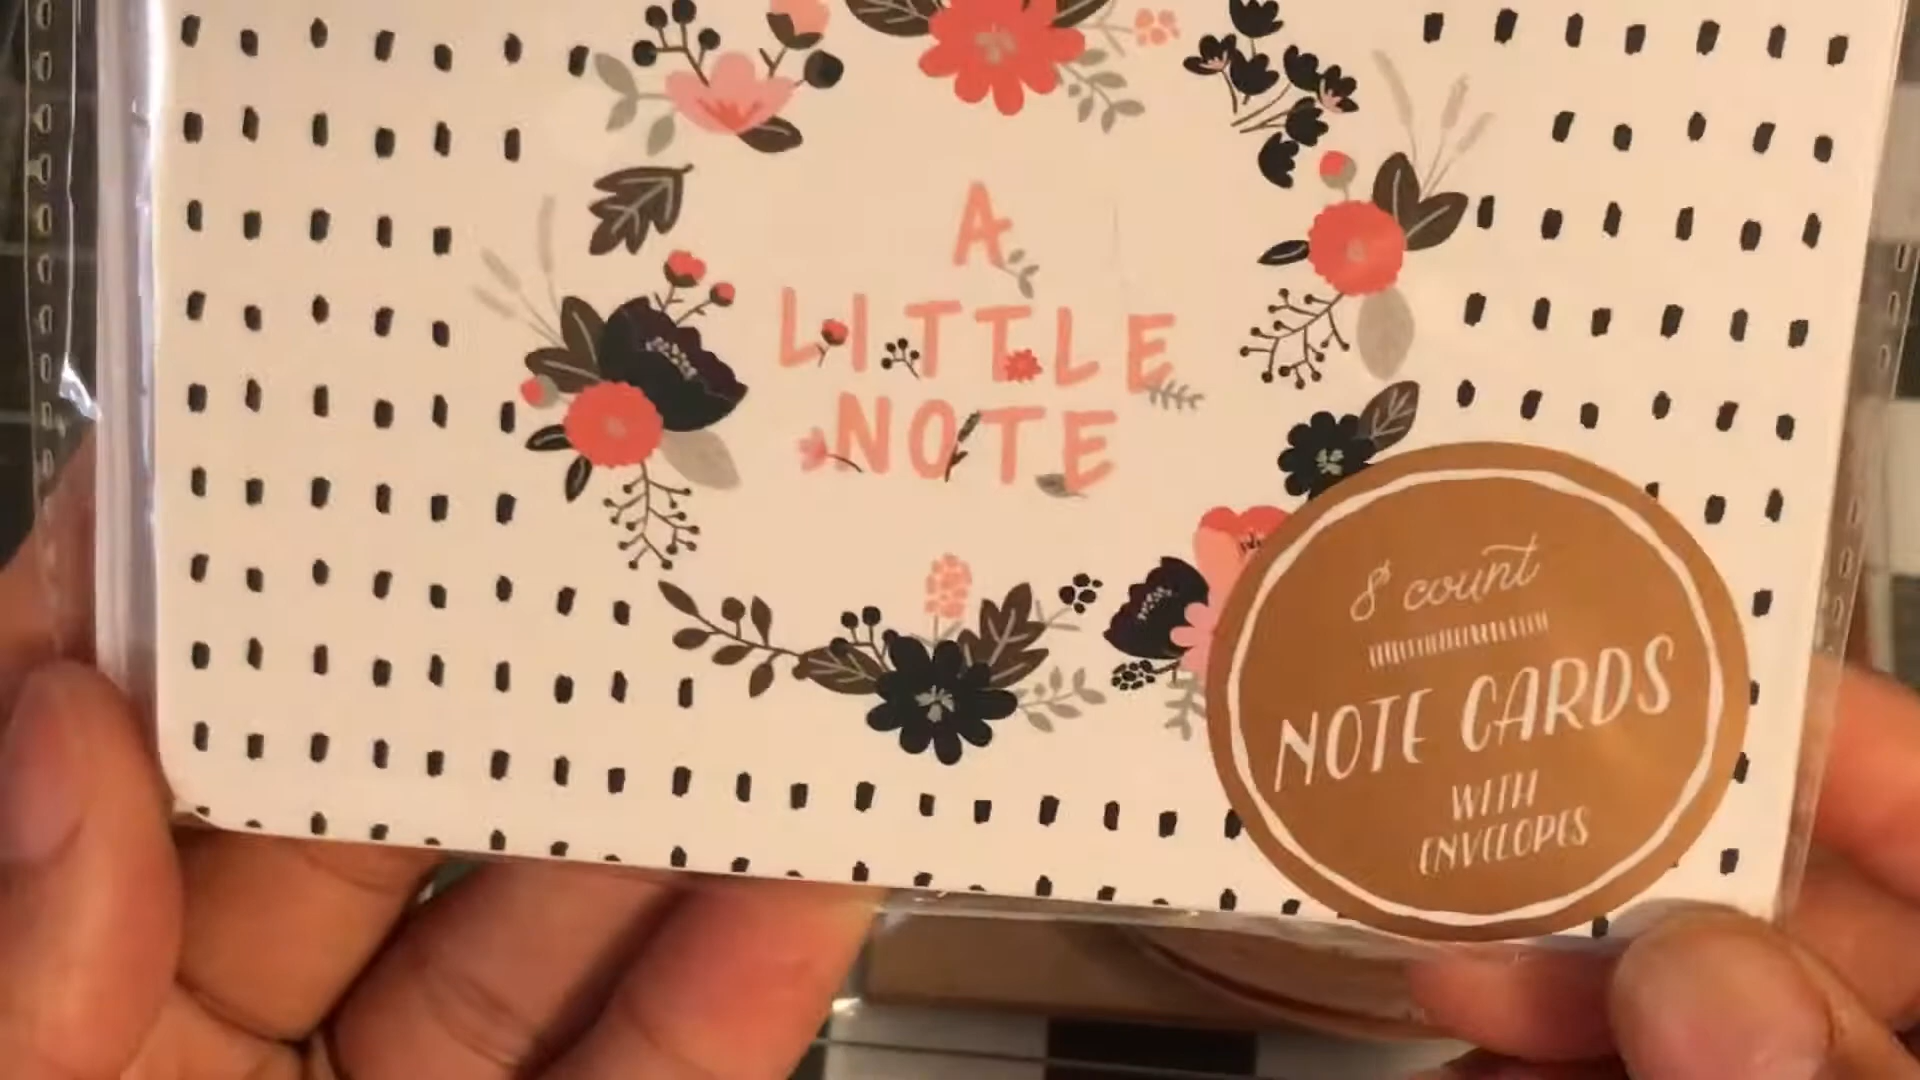 A
LITTLE
NOTE
8 count
NOTE CARDS
WITH
ENVELOPES